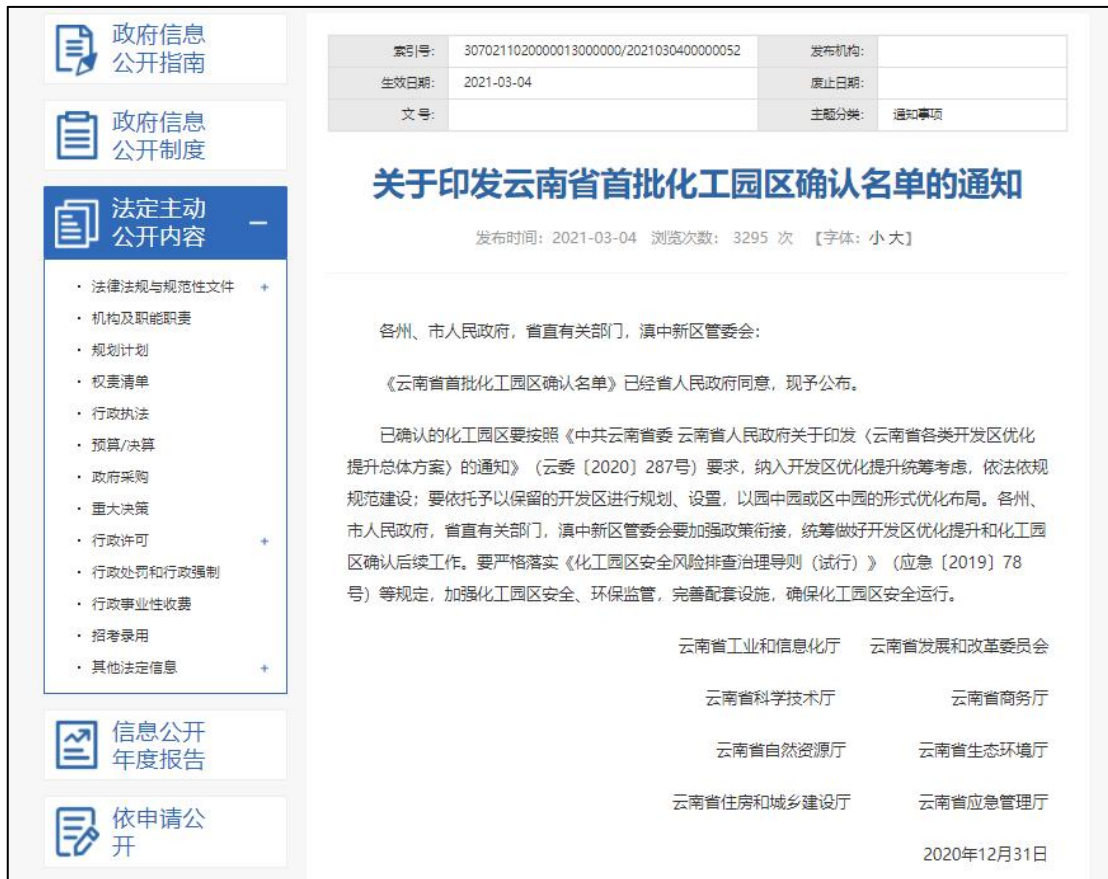 政府信息
公开指南
政府信息
公开制度
法定主动
公开内容
－
· 法律法规与规范性文件 +
· 机构及职能职责
· 规划计划
· 权责清单
· 行政执法
· 预算/决算
· 政府采购
· 重大决策
· 行政许可 +
· 行政处罚和行政强制
· 行政事业性收费
· 招考录用
· 其他法定信息 +
信息公开
年度报告
依申请公
开
索引号: 3070211020000013000000/2021030400000052 发布机构:
生效日期: 2021-03-04 废止日期:
文 号: 主题分类: 通知事项
关于印发云南省首批化工园区确认名单的通知
发布时间：2021-03-04 浏览次数： 3295 次 【字体：小 大】
各州、市人民政府，省直有关部门，滇中新区管委会：
《云南省首批化工园区确认名单》已经省人民政府同意，现予公布。
已确认的化工园区要按照《中共云南省委 云南省人民政府关于印发〈云南省各类开发区优化
提升总体方案〉的通知》（云委〔2020〕287号）要求，纳入开发区优化提升统筹考虑，依法依规
规范建设；要依托予以保留的开发区进行规划、设置，以园中园或区中园的形式优化布局。各州、
市人民政府，省直有关部门，滇中新区管委会要加强政策衔接，统筹做好开发区优化提升和化工园
区确认后续工作。要严格落实《化工园区安全风险排查治理导则（试行）》（应急〔2019〕78
号）等规定，加强化工园区安全、环保监管，完善配套设施，确保化工园区安全运行。
云南省工业和信息化厅 云南省发展和改革委员会
云南省科学技术厅 云南省商务厅
云南省自然资源厅 云南省生态环境厅
云南省住房和城乡建设厅 云南省应急管理厅
2020年12月31日